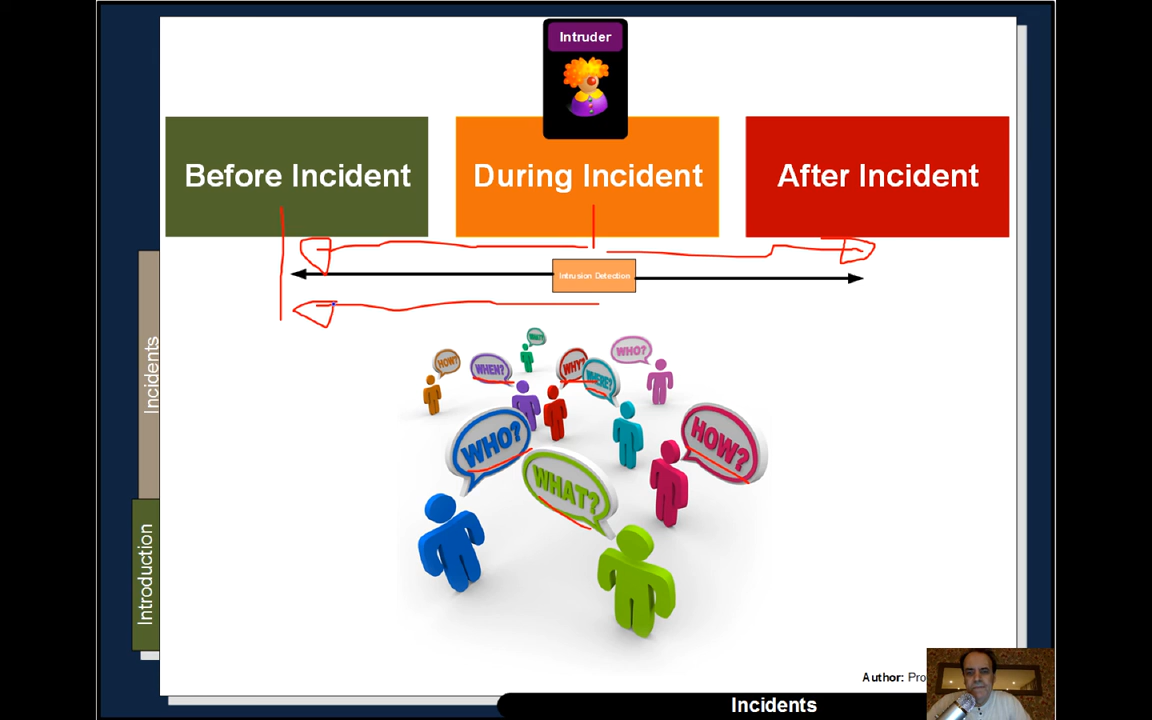 Intruder
Before Incident
During Incident
After Incident
Intrusion Detection
Incidents
Introduction
WHAT?
HOW?
WHEN?
WHY?
WHERE?
WHO?
WHO?
WHAT?
HOW?
Author: Pro
Incidents